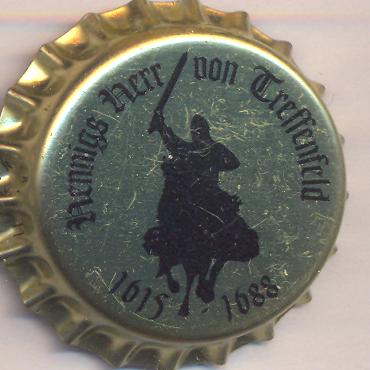 Hennigs Herr von Treffenfeld
1615 1688